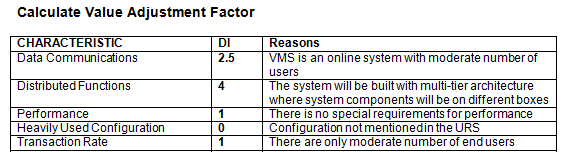 Calculate Value Adjustment Factor
CHARACTERISTIC DI Reasons
Data Communications 2.5 VMS is an online system with moderate number of
users
Distributed Functions 4 The system will be built with multi-tier architecture
where system components will be on different boxes
Performance 1 There is no special requirements for performance
Heavily Used Configuration 0 Configuration not mentioned in the URS
Transaction Rate 1 There are only moderate number of end users